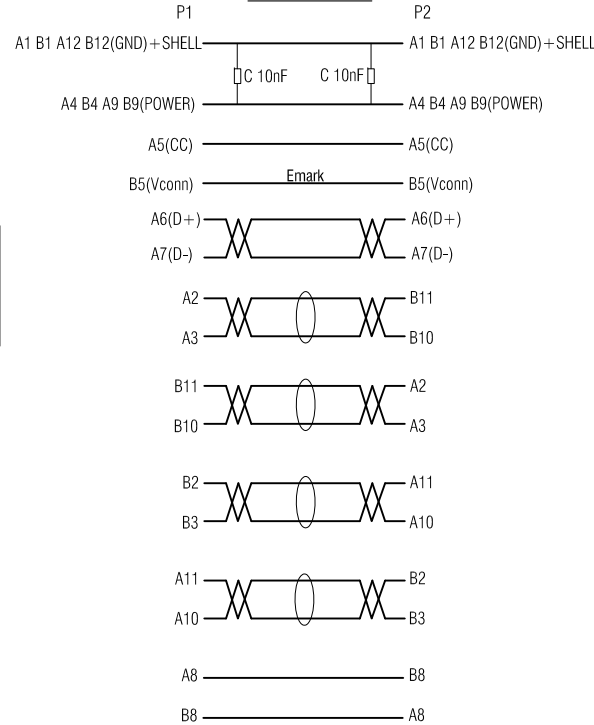 P1 P2
A1 B1 A12 B12(GND)+SHELL A1 B1 A12 B12(GND)+SHELL
C 10nF C 10nF
A4 B4 A9 B9(POWER) A4 B4 A9 B9(POWER)
A5(CC) A5(CC)
B5(Vconn) Emark B5(Vconn)
A6(D+) A6(D+)
A7(D-) A7(D-)
A2 B11
A3 B10
B11 A2
B10 A3
B2 A11
B3 A10
A11 B2
A10 B3
A8 B8
B8 A8